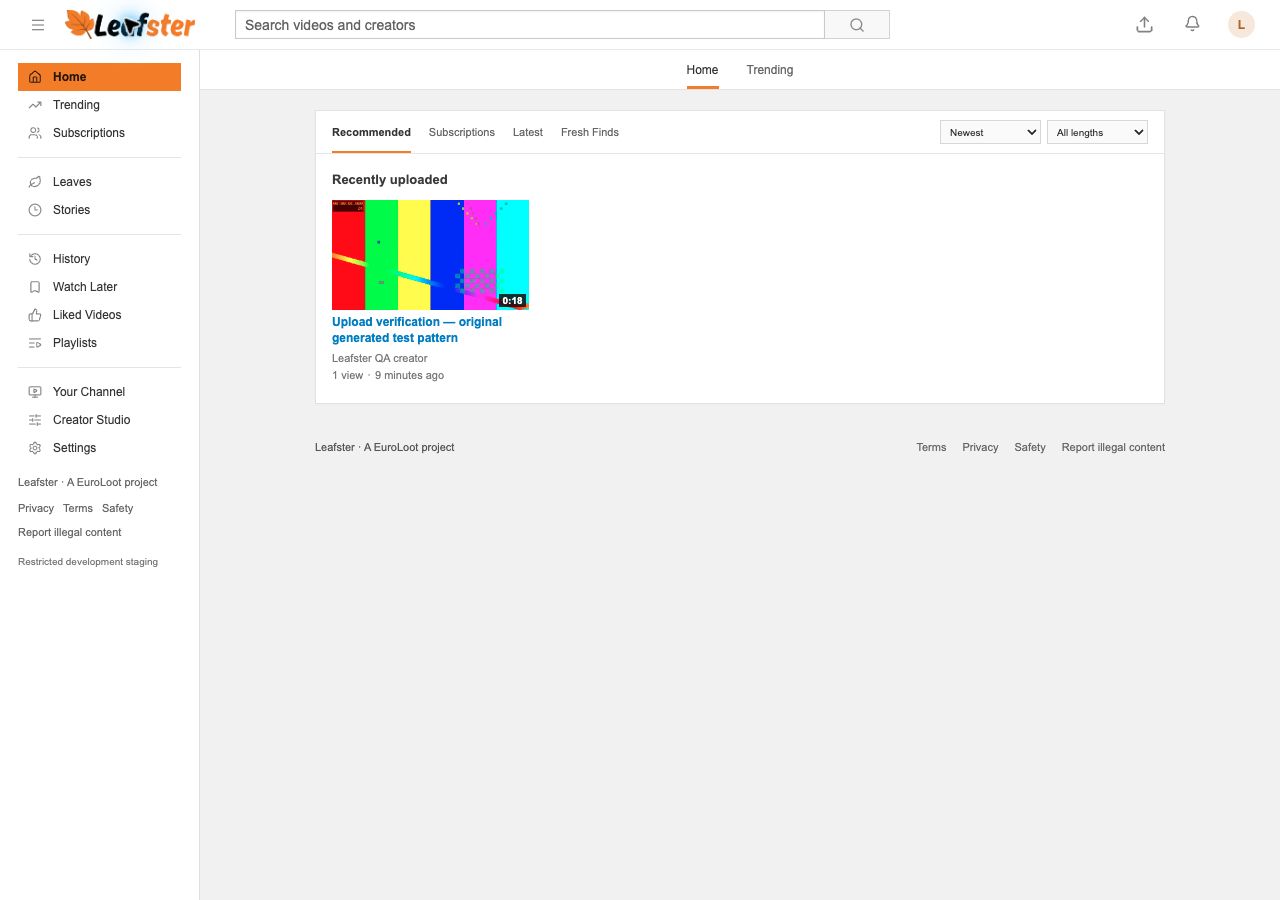 Leafster
Search videos and creators
L
Home
Trending
Subscriptions
Leaves
Stories
History
Watch Later
Liked Videos
Playlists
Your Channel
Creator Studio
Settings
Leafster · A EuroLoot project
Privacy Terms Safety
Report illegal content
Restricted development staging
Home Trending
Recommended Subscriptions Latest Fresh Finds Newest All lengths
Recently uploaded
0:18
Upload verification — original
generated test pattern
Leafster QA creator
1 view · 9 minutes ago
Leafster · A EuroLoot project Terms Privacy Safety Report illegal content